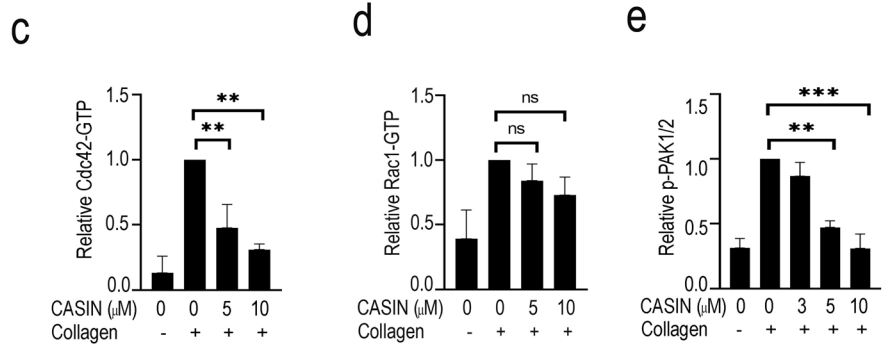 c
Relative Cdc42-GTP
1.5
1.0
0.5
0.0
**
**
CASIN (μM) 0 0 5 10
Collagen - + + +
d
Relative Rac1-GTP
1.5
1.0
0.5
0.0
ns
ns
CASIN (μM) 0 0 5 10
Collagen - + + +
e
Relative p-PAK1/2
1.5
1.0
0.5
0.0
***
**
CASIN (μM) 0 0 3 5 10
Collagen - + + + +